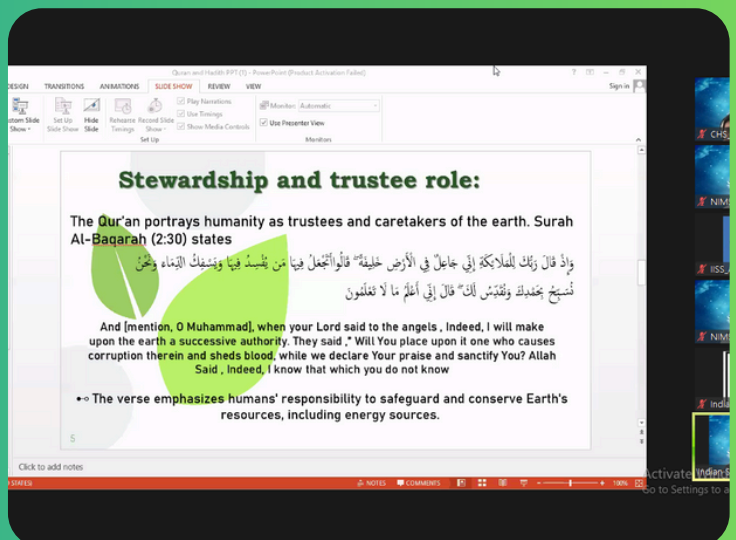 Quran and Hadith PPT (1) - PowerPoint (Product Activation Failed)
DESIGN TRANSITIONS ANIMATIONS SLIDE SHOW REVIEW VIEW Sign in
Slide Show Set Up Slide Show Hide Slide Rehearse Timings Record Slide Show
Play Narrations
Use Timings
Show Media Controls
Monitor: Automatic
Use Presenter View
Set Up Monitors
Stewardship and trustee role:
The Qur'an portrays humanity as trustees and caretakers of the earth. Surah
Al-Baqarah (2:30) states
وَإِذْ قَالَ رَبُّكَ لِلْمَلَائِكَةِ إِنِّي جَاعِلٌ فِي الْأَرْضِ خَلِيفَةً ۖ قَالُوا أَتَجْعَلُ فِيهَا مَن يُفْسِدُ فِيهَا وَيَسْفِكُ الدِّمَاء وَنَحْنُ
نُسَبِّحُ بِحَمْدِكَ وَنُقَدِّسُ لَكَ ۖ قَالَ إِنِّي أَعْلَمُ مَا لَا تَعْلَمُونَ
And [mention, O Muhammad], when your Lord said to the angels , Indeed, I will make
upon the earth a successive authority. They said ," Will You place upon it one who causes
corruption therein and sheds blood, while we declare Your praise and sanctify You? Allah
Said , Indeed, I know that which you do not know
The verse emphasizes humans' responsibility to safeguard and conserve Earth's
resources, including energy sources.
5
Click to add notes
NOTES COMMENTS 100%
CHS
NIMS
IISS
NIMS
India
Indian-
Activate
Go to Settings to a